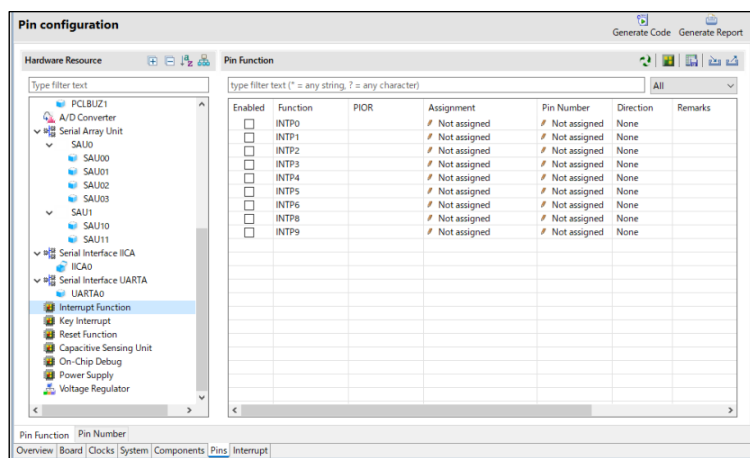 Pin configuration
Generate Code Generate Report
Hardware Resource
Pin Function
Type filter text
type filter text (* = any string, ? = any character)
All
PCLBUZ1
A/D Converter
Serial Array Unit
SAU0
SAU00
SAU01
SAU02
SAU03
SAU1
SAU10
SAU11
Serial Interface IICA
IICA0
Serial Interface UARTA
UARTA0
Interrupt Function
Key Interrupt
Reset Function
Capacitive Sensing Unit
On-Chip Debug
Power Supply
Voltage Regulator
Enabled Function PIOR Assignment Pin Number Direction Remarks
INTP0 Not assigned Not assigned None
INTP1 Not assigned Not assigned None
INTP2 Not assigned Not assigned None
INTP3 Not assigned Not assigned None
INTP4 Not assigned Not assigned None
INTP5 Not assigned Not assigned None
INTP6 Not assigned Not assigned None
INTP8 Not assigned Not assigned None
INTP9 Not assigned Not assigned None
Pin Function Pin Number
Overview Board Clocks System Components Pins Interrupt